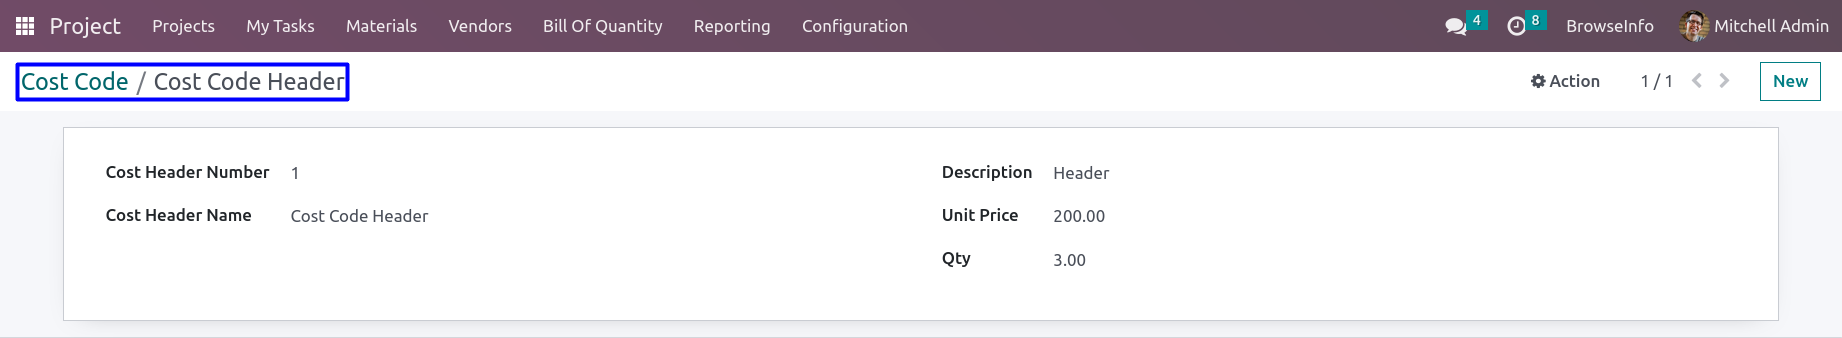 Project Projects My Tasks Materials Vendors Bill Of Quantity Reporting Configuration 4 8 BrowseInfo Mitchell Admin
Cost Code / Cost Code Header Action 1 / 1 New
Cost Header Number 1 Description Header
Cost Header Name Cost Code Header Unit Price 200.00
Qty 3.00